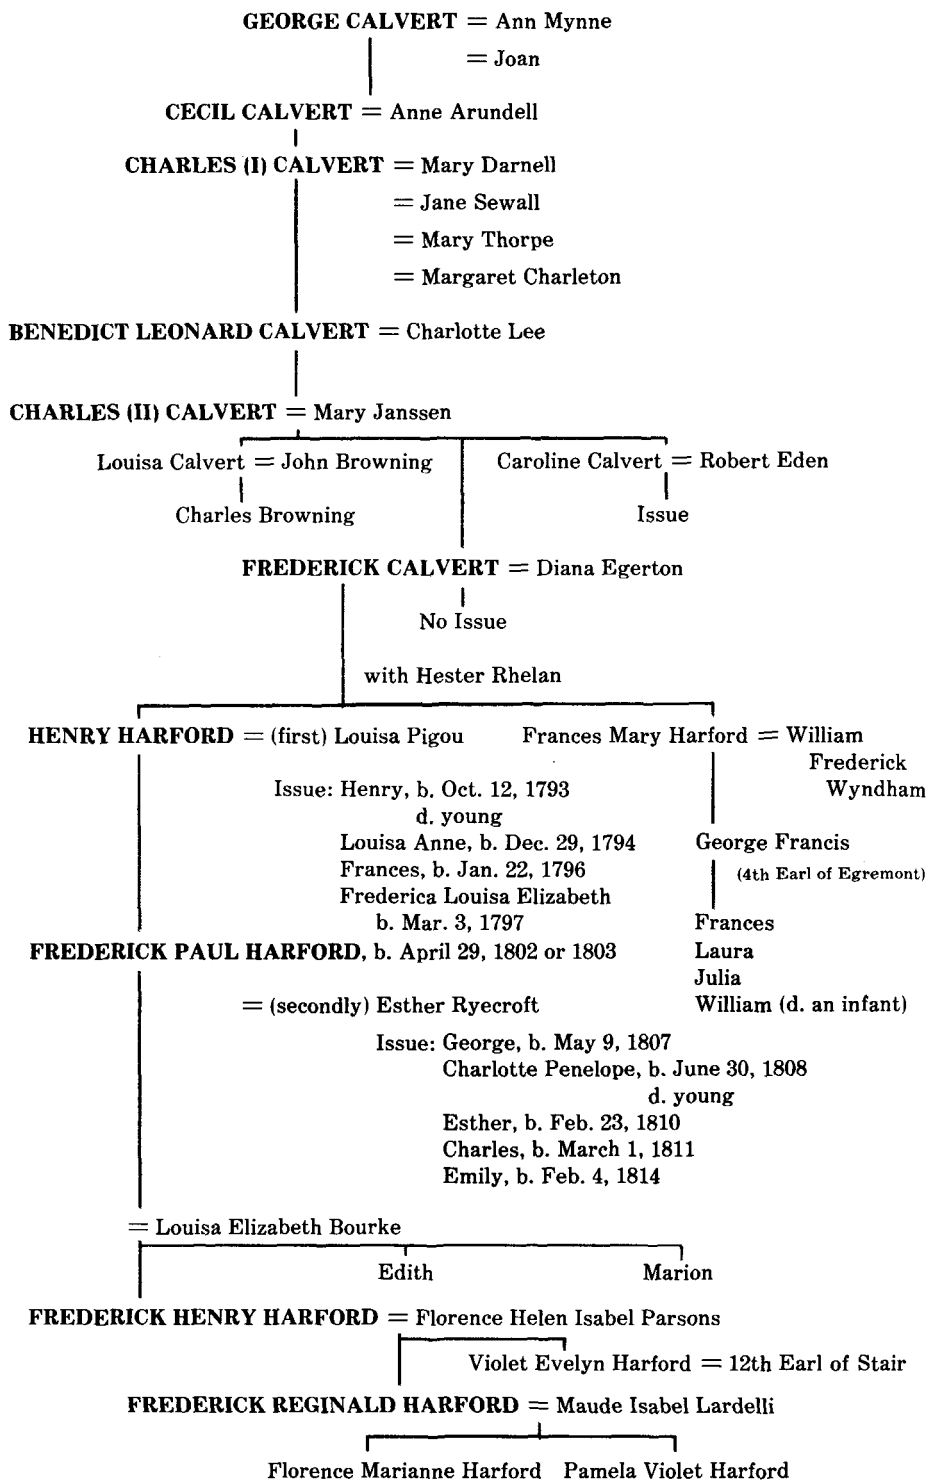 GEORGE CALVERT = Ann Mynne
= Joan
CECIL CALVERT = Anne Arundell
CHARLES (I) CALVERT = Mary Darnell
= Jane Sewall
= Mary Thorpe
= Margaret Charleton
BENEDICT LEONARD CALVERT = Charlotte Lee
CHARLES (II) CALVERT = Mary Janssen
Louisa Calvert = John Browning
Caroline Calvert = Robert Eden
Charles Browning
Issue
FREDERICK CALVERT = Diana Egerton
No Issue
with Hester Rhelan
HENRY HARFORD = (first) Louisa Pigou
Issue: Henry, b. Oct. 12, 1793
d. young
Louisa Anne, b. Dec. 29, 1794
Frances, b. Jan. 22, 1796
Frederica Louisa Elizabeth
b. Mar. 3, 1797
Frances Mary Harford = William
Frederick
Wyndham
George Francis
(4th Earl of Egremont)
Frances
Laura
Julia
William (d. an infant)
FREDERICK PAUL HARFORD, b. April 29, 1802 or 1803
= (secondly) Esther Ryecroft
Issue: George, b. May 9, 1807
Charlotte Penelope, b. June 30, 1808
d. young
Esther, b. Feb. 23, 1810
Charles, b. March 1, 1811
Emily, b. Feb. 4, 1814
= Louisa Elizabeth Bourke
Edith
Marion
FREDERICK HENRY HARFORD = Florence Helen Isabel Parsons
Violet Evelyn Harford = 12th Earl of Stair
FREDERICK REGINALD HARFORD = Maude Isabel Lardelli
Florence Marianne Harford
Pamela Violet Harford